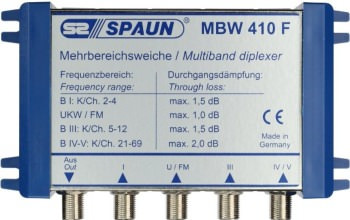 SPAUN MBW 410 F
Mehrbereichsweiche / Multiband diplexer
Frequenzbereich: Durchgangsdämpfung:
Frequency range: Through loss:
B I: K/Ch. 2-4 max. 1,5 dB
UKW / FM max. 1,0 dB
B III: K/Ch. 5-12 max. 1,5 dB
B IV-V: K/Ch. 21-69 max. 2,0 dB
CE
Made in
Germany
Aus
Out I U / FM III IV / V